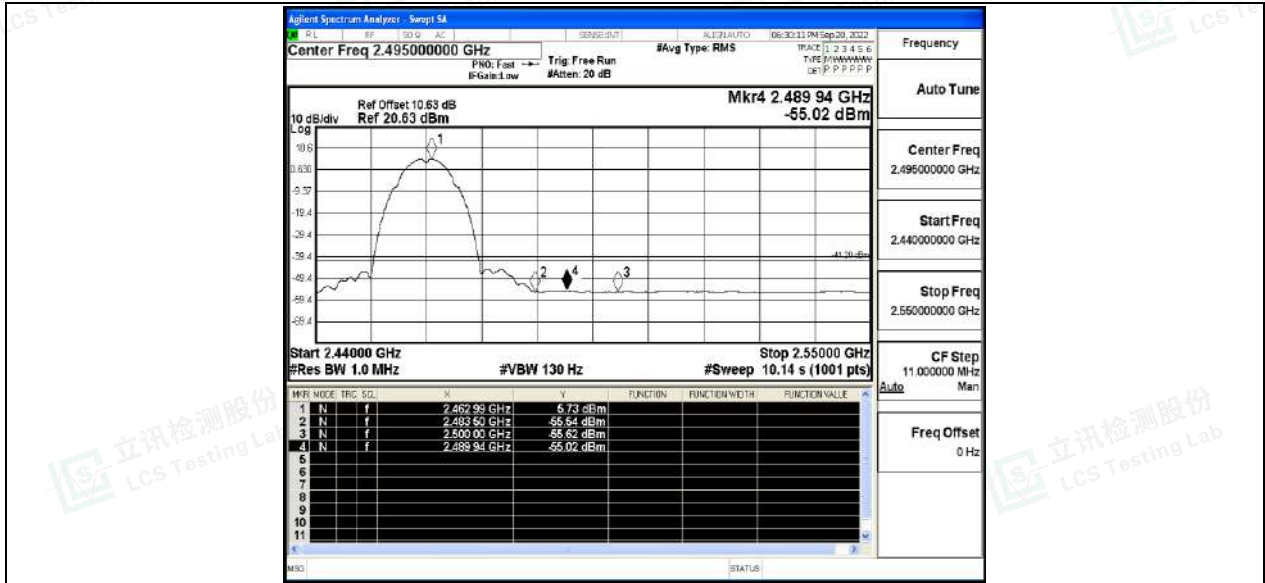 Agilent Spectrum Analyzer - Swept SA
RL RF 50 Ω AC SENSE:INT ALIGNAUTO 06:30:11 PM Sep 20, 2022
Center Freq 2.495000000 GHz
PNO: Fast
IFGain:Low
Trig: Free Run
#Atten: 20 dB
#Avg Type: RMS
TRACE 1 2 3 4 5 6
TYPE
DET P P P P P P
Ref Offset 10.63 dB
Ref 20.63 dBm
10 dB/div
Log
Mkr4 2.489 94 GHz
-55.02 dBm
10.6
0.630
-9.37
-19.4
-29.4
-39.4
-49.4
-59.4
-69.4
-41.20 dBm
1
2
4
3
Start 2.44000 GHz
Stop 2.55000 GHz
#Res BW 1.0 MHz
#VBW 130 Hz
#Sweep 10.14 s (1001 pts)
MKR MODE TRC SCL X Y FUNCTION FUNCTION WIDTH FUNCTION VALUE
1 N f 2.462 99 GHz 5.73 dBm
2 N f 2.483 50 GHz -55.54 dBm
3 N f 2.500 00 GHz -55.62 dBm
4 N f 2.489 94 GHz -55.02 dBm
5
6
7
8
9
10
11
MSG
STATUS
Frequency
Auto Tune
Center Freq
2.495000000 GHz
Start Freq
2.440000000 GHz
Stop Freq
2.550000000 GHz
CF Step
11.000000 MHz
Auto Man
Freq Offset
0 Hz
立讯检测股份
LCS Testing Lab
立讯检测股份
LCS Testing Lab